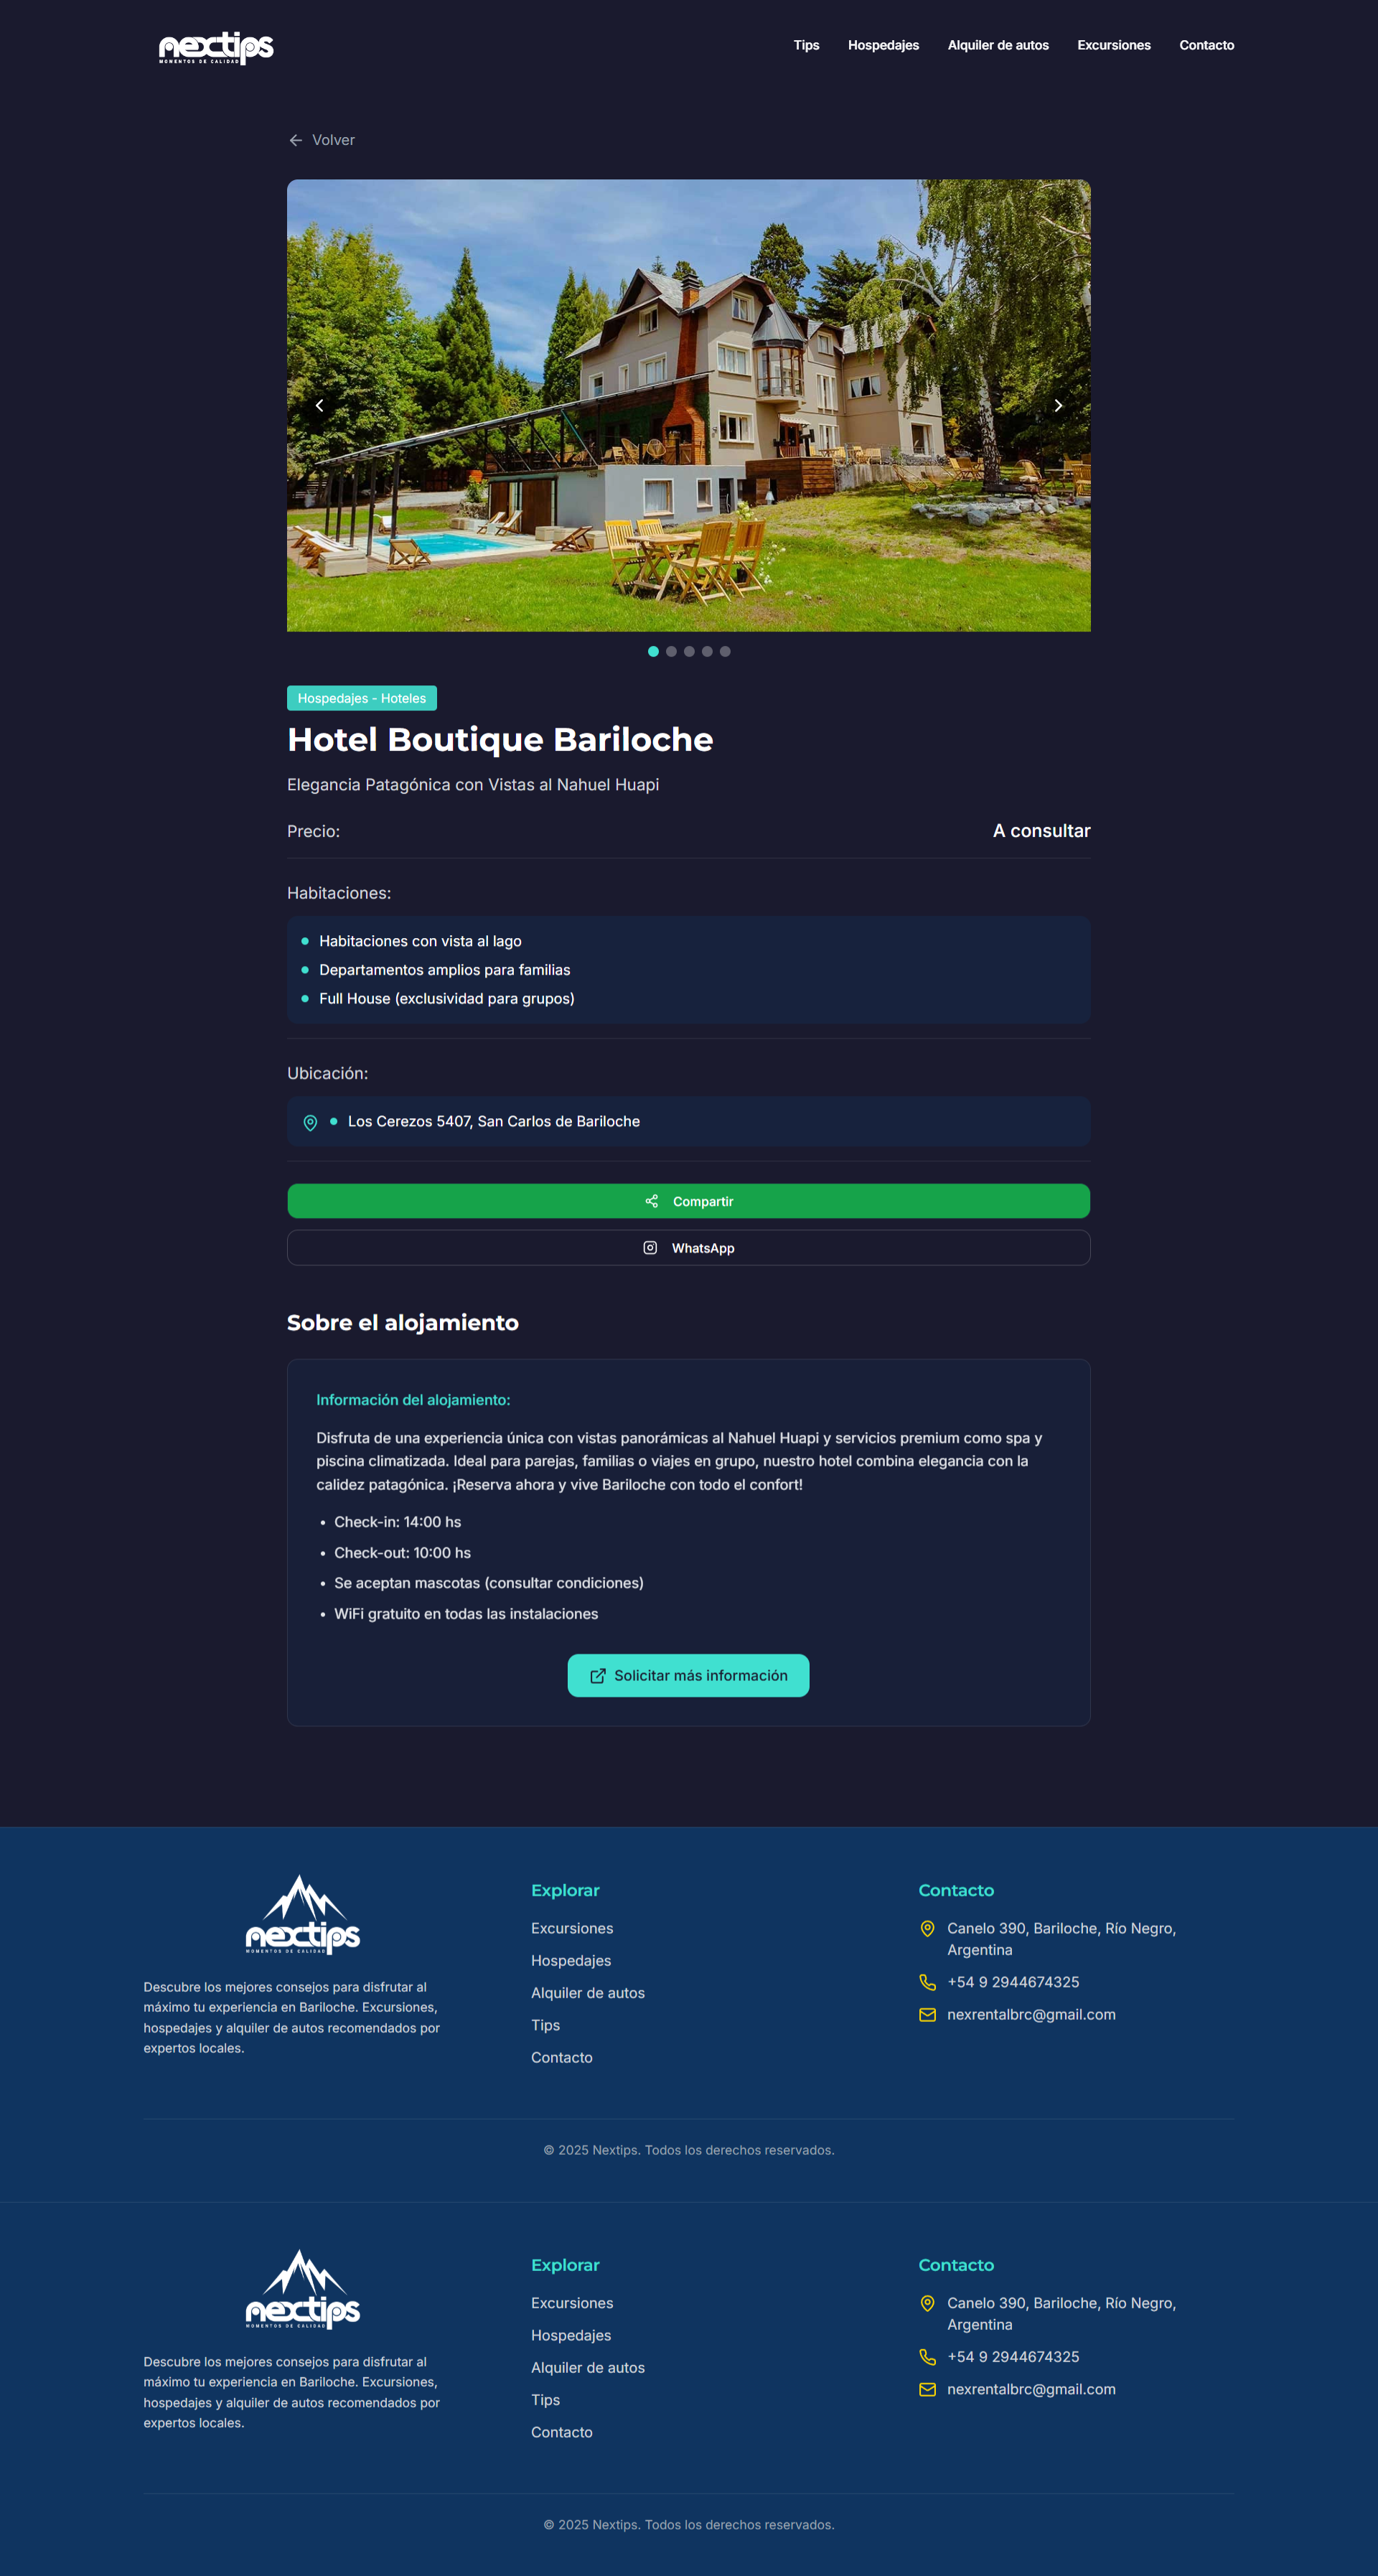 nextips
MOMENTOS DE CALIDAD
Tips
Hospedajes
Alquiler de autos
Excursiones
Contacto
Volver
Hospedajes - Hoteles
Hotel Boutique Bariloche
Elegancia Patagónica con Vistas al Nahuel Huapi
Precio:
A consultar
Habitaciones:
Habitaciones con vista al lago
Departamentos amplios para familias
Full House (exclusividad para grupos)
Ubicación:
Los Cerezos 5407, San Carlos de Bariloche
Compartir
WhatsApp
Sobre el alojamiento
Información del alojamiento:
Disfruta de una experiencia única con vistas panorámicas al Nahuel Huapi y servicios premium como spa y
piscina climatizada. Ideal para parejas, familias o viajes en grupo, nuestro hotel combina elegancia con la
calidez patagónica. ¡Reserva ahora y vive Bariloche con todo el confort!
• Check-in: 14:00 hs
• Check-out: 10:00 hs
• Se aceptan mascotas (consultar condiciones)
• WiFi gratuito en todas las instalaciones
Solicitar más información
nextips
MOMENTOS DE CALIDAD
Descubre los mejores consejos para disfrutar al
máximo tu experiencia en Bariloche. Excursiones,
hospedajes y alquiler de autos recomendados por
expertos locales.
Explorar
Excursiones
Hospedajes
Alquiler de autos
Tips
Contacto
Contacto
Canelo 390, Bariloche, Río Negro,
Argentina
+54 9 2944674325
nexrentalbrc@gmail.com
© 2025 Nextips. Todos los derechos reservados.
nextips
MOMENTOS DE CALIDAD
Descubre los mejores consejos para disfrutar al
máximo tu experiencia en Bariloche. Excursiones,
hospedajes y alquiler de autos recomendados por
expertos locales.
Explorar
Excursiones
Hospedajes
Alquiler de autos
Tips
Contacto
Contacto
Canelo 390, Bariloche, Río Negro,
Argentina
+54 9 2944674325
nexrentalbrc@gmail.com
© 2025 Nextips. Todos los derechos reservados.